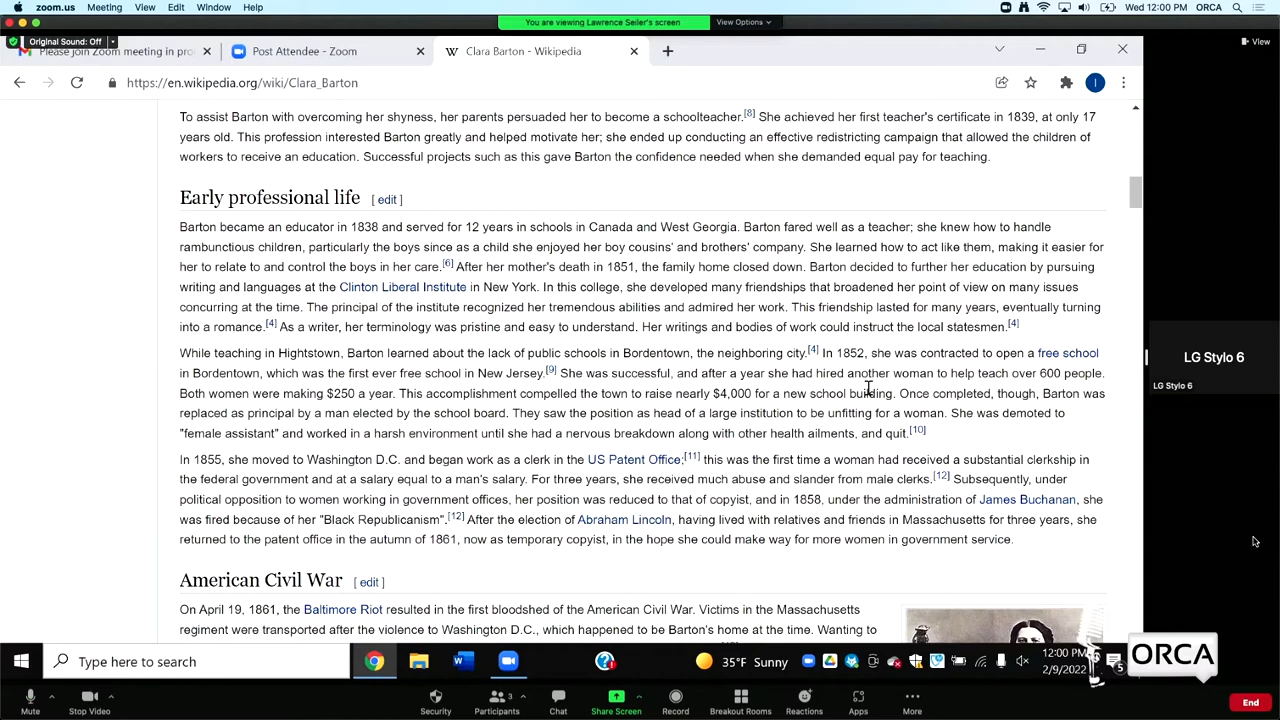 zoom.us Meeting View Edit Window Help Wed 12:00 PM ORCA
You are viewing Lawrence Seiler's screen View Options
Original Sound: Off View
Please join Zoom meeting in pro Post Attendee - Zoom W Clara Barton - Wikipedia
https://en.wikipedia.org/wiki/Clara_Barton I
To assist Barton with overcoming her shyness, her parents persuaded her to become a schoolteacher.[8] She achieved her first teacher's certificate in 1839, at only 17
years old. This profession interested Barton greatly and helped motivate her; she ended up conducting an effective redistricting campaign that allowed the children of
workers to receive an education. Successful projects such as this gave Barton the confidence needed when she demanded equal pay for teaching.
Early professional life [ edit ]
Barton became an educator in 1838 and served for 12 years in schools in Canada and West Georgia. Barton fared well as a teacher; she knew how to handle
rambunctious children, particularly the boys since as a child she enjoyed her boy cousins' and brothers' company. She learned how to act like them, making it easier for
her to relate to and control the boys in her care.[6] After her mother's death in 1851, the family home closed down. Barton decided to further her education by pursuing
writing and languages at the Clinton Liberal Institute in New York. In this college, she developed many friendships that broadened her point of view on many issues
concurring at the time. The principal of the institute recognized her tremendous abilities and admired her work. This friendship lasted for many years, eventually turning
into a romance.[4] As a writer, her terminology was pristine and easy to understand. Her writings and bodies of work could instruct the local statesmen.[4]
While teaching in Hightstown, Barton learned about the lack of public schools in Bordentown, the neighboring city.[4] In 1852, she was contracted to open a free school
in Bordentown, which was the first ever free school in New Jersey.[9] She was successful, and after a year she had hired another woman to help teach over 600 people.
Both women were making $250 a year. This accomplishment compelled the town to raise nearly $4,000 for a new school building. Once completed, though, Barton was
replaced as principal by a man elected by the school board. They saw the position as head of a large institution to be unfitting for a woman. She was demoted to
"female assistant" and worked in a harsh environment until she had a nervous breakdown along with other health ailments, and quit.[10]
In 1855, she moved to Washington D.C. and began work as a clerk in the US Patent Office;[11] this was the first time a woman had received a substantial clerkship in
the federal government and at a salary equal to a man's salary. For three years, she received much abuse and slander from male clerks.[12] Subsequently, under
political opposition to women working in government offices, her position was reduced to that of copyist, and in 1858, under the administration of James Buchanan, she
was fired because of her "Black Republicanism".[12] After the election of Abraham Lincoln, having lived with relatives and friends in Massachusetts for three years, she
returned to the patent office in the autumn of 1861, now as temporary copyist, in the hope she could make way for more women in government service.
American Civil War [ edit ]
On April 19, 1861, the Baltimore Riot resulted in the first bloodshed of the American Civil War. Victims in the Massachusetts
regiment were transported after the violence to Washington D.C., which happened to be Barton's home at the time. Wanting to
LG Stylo 6
LG Stylo 6
Type here to search 35°F Sunny 12:00 PM
2/9/2022 5
ORCA
Mute Stop Video Security Participants 3 Chat Share Screen Record Breakout Rooms Reactions Apps More End